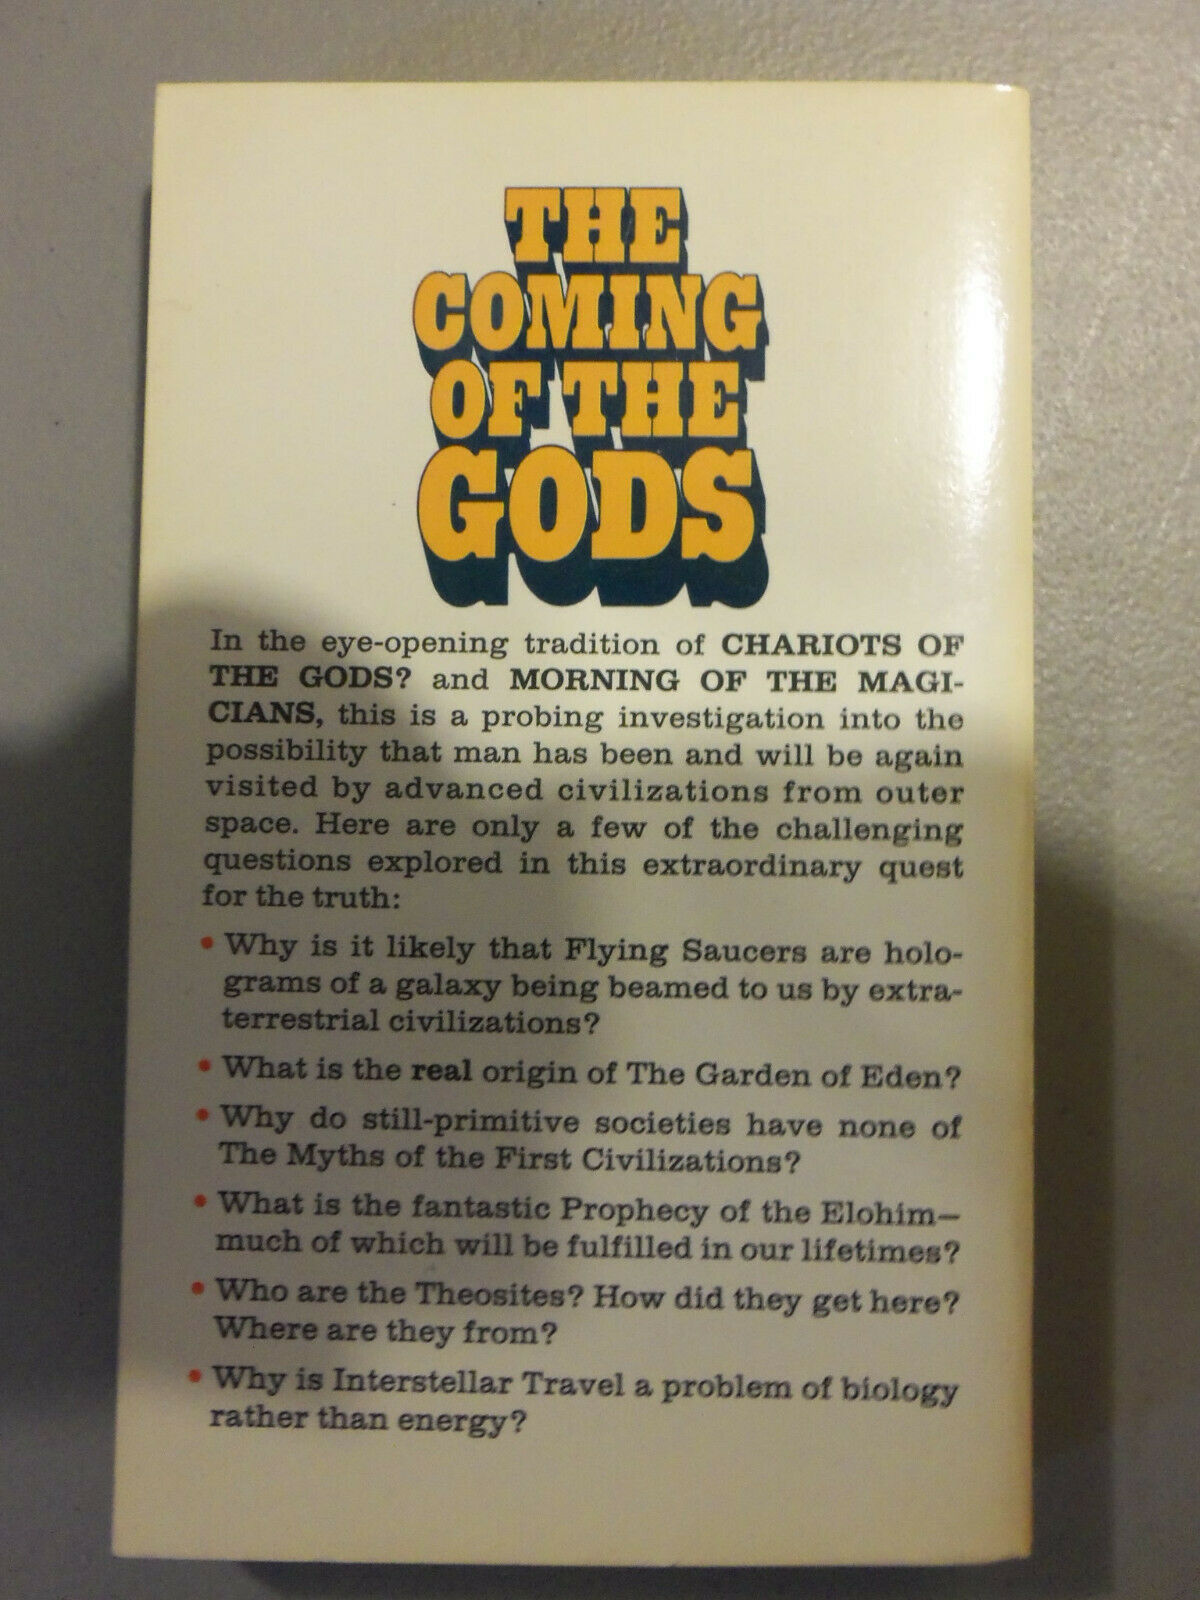 THE
COMING
OF THE
GODS
In the eye-opening tradition of CHARIOTS OF
THE GODS? and MORNING OF THE MAGI-
CIANS, this is a probing investigation into the
possibility that man has been and will be again
visited by advanced civilizations from outer
space. Here are only a few of the challenging
questions explored in this extraordinary quest
for the truth:
• Why is it likely that Flying Saucers are holo-
grams of a galaxy being beamed to us by extra-
terrestrial civilizations?
• What is the real origin of The Garden of Eden?
• Why do still-primitive societies have none of
The Myths of the First Civilizations?
• What is the fantastic Prophecy of the Elohim—
much of which will be fulfilled in our lifetimes?
• Who are the Theosites? How did they get here?
Where are they from?
• Why is Interstellar Travel a problem of biology
rather than energy?